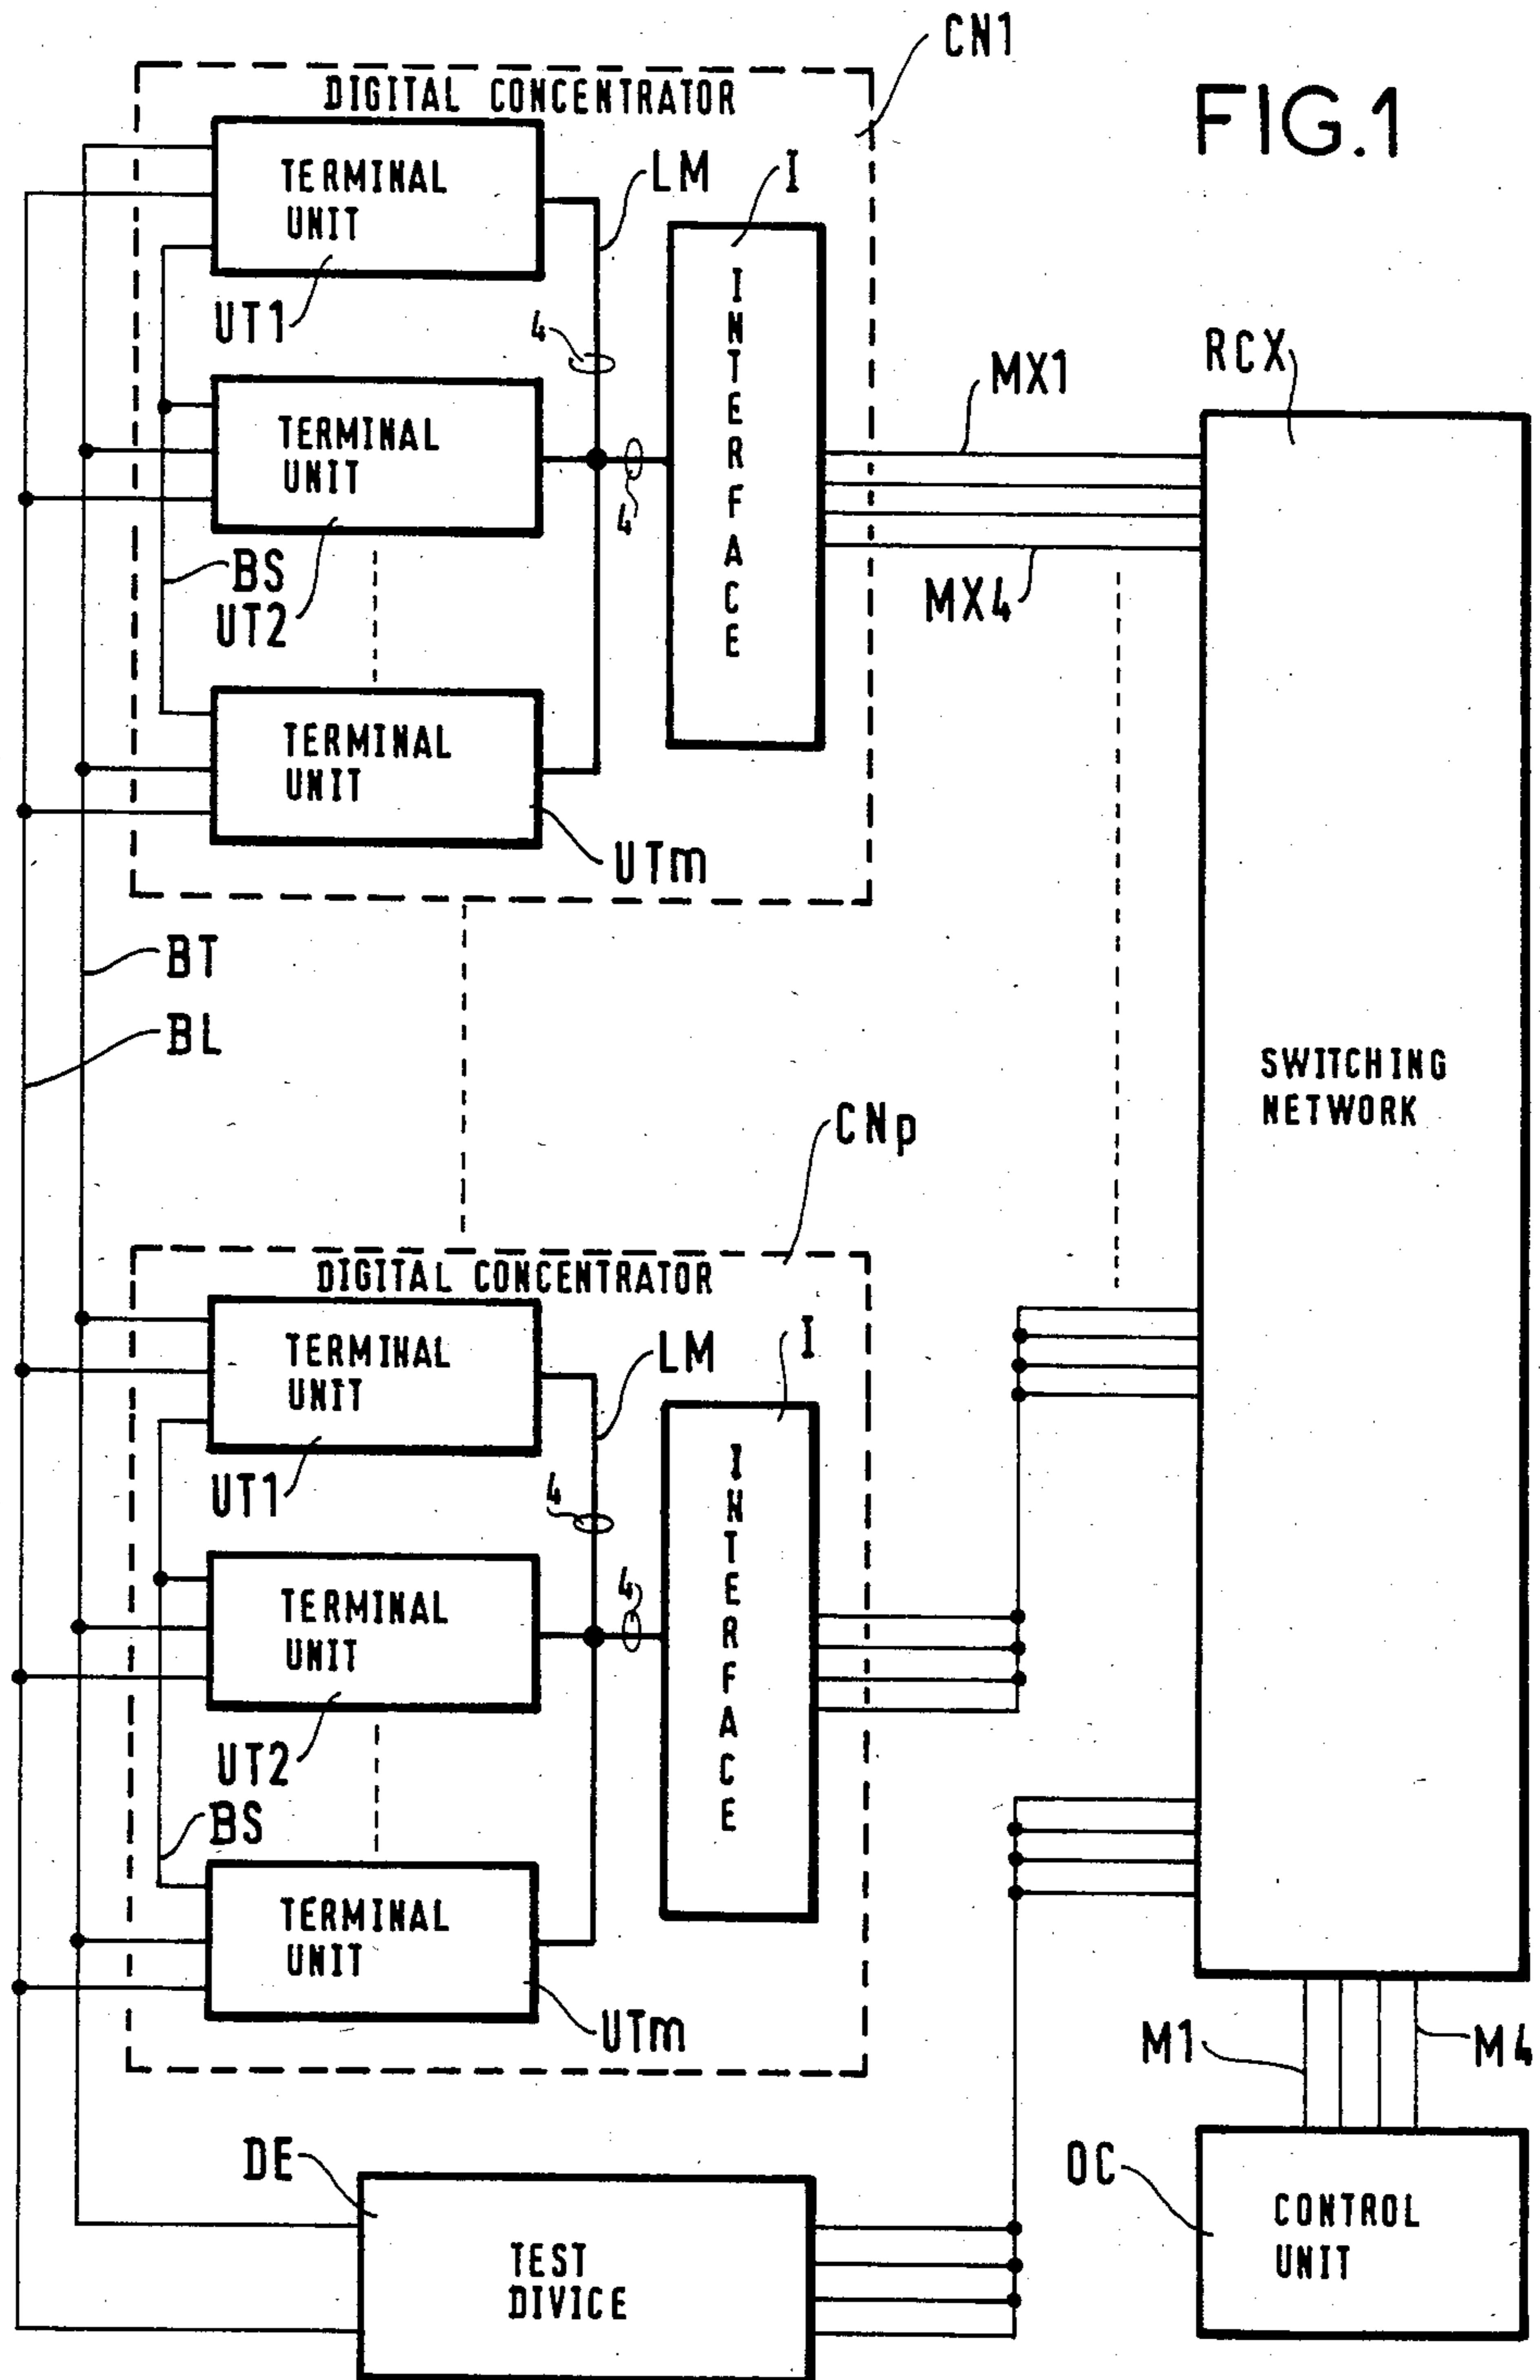 CN1
DIGITAL CONCENTRATOR
FIG.1
TERMINAL
UNIT
LM
I
UT1
4
INTERFACE
RCX
MX1
TERMINAL
UNIT
4
BS
UT2
MX4
TERMINAL
UNIT
UTm
BT
BL
SWITCHING
NETWORK
CNp
DIGITAL CONCENTRATOR
TERMINAL
UNIT
LM
I
UT1
4
INTERFACE
TERMINAL
UNIT
4
UT2
BS
TERMINAL
UNIT
UTm
M1
M4
DE
OC
CONTROL
UNIT
TEST
DIVICE